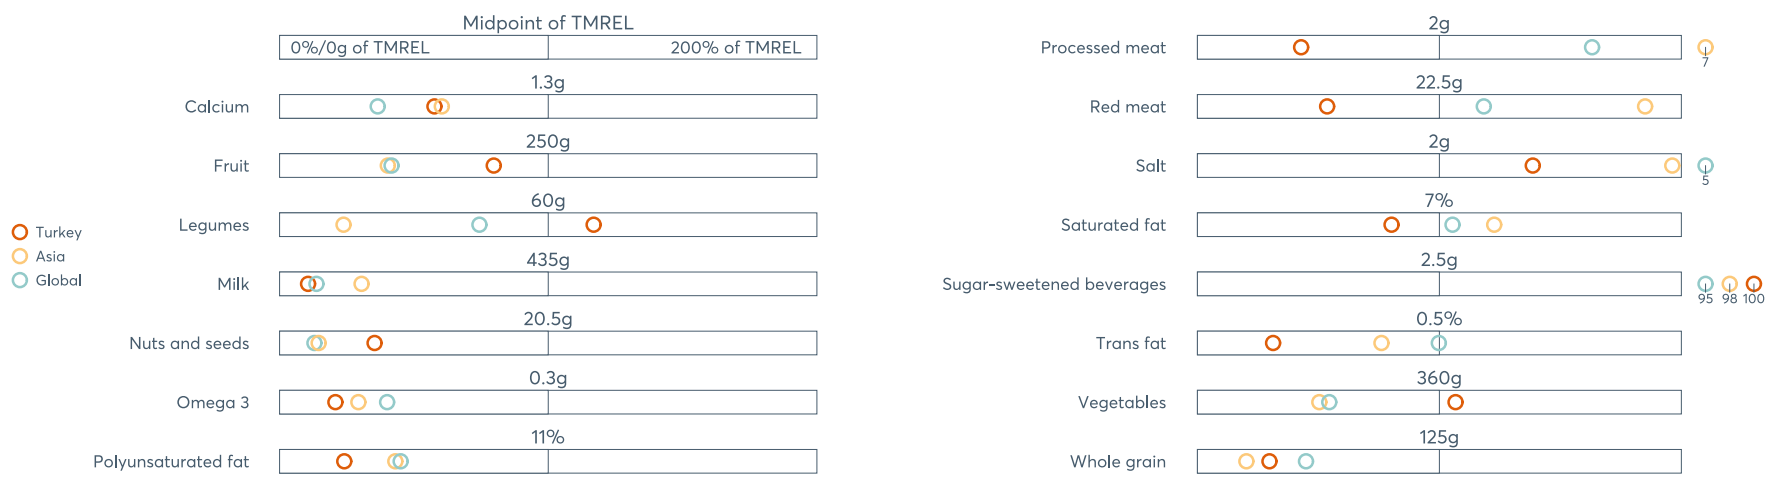 Midpoint of TMREL
0%/0g of TMREL 200% of TMREL
1.3g
Calcium
250g
Fruit
60g
Legumes
435g
Milk
20.5g
Nuts and seeds
0.3g
Omega 3
11%
Polyunsaturated fat
Turkey
Asia
Global
2g
Processed meat
7
22.5g
Red meat
2g
Salt
5
7%
Saturated fat
2.5g
Sugar-sweetened beverages
95 98 100
0.5%
Trans fat
360g
Vegetables
125g
Whole grain